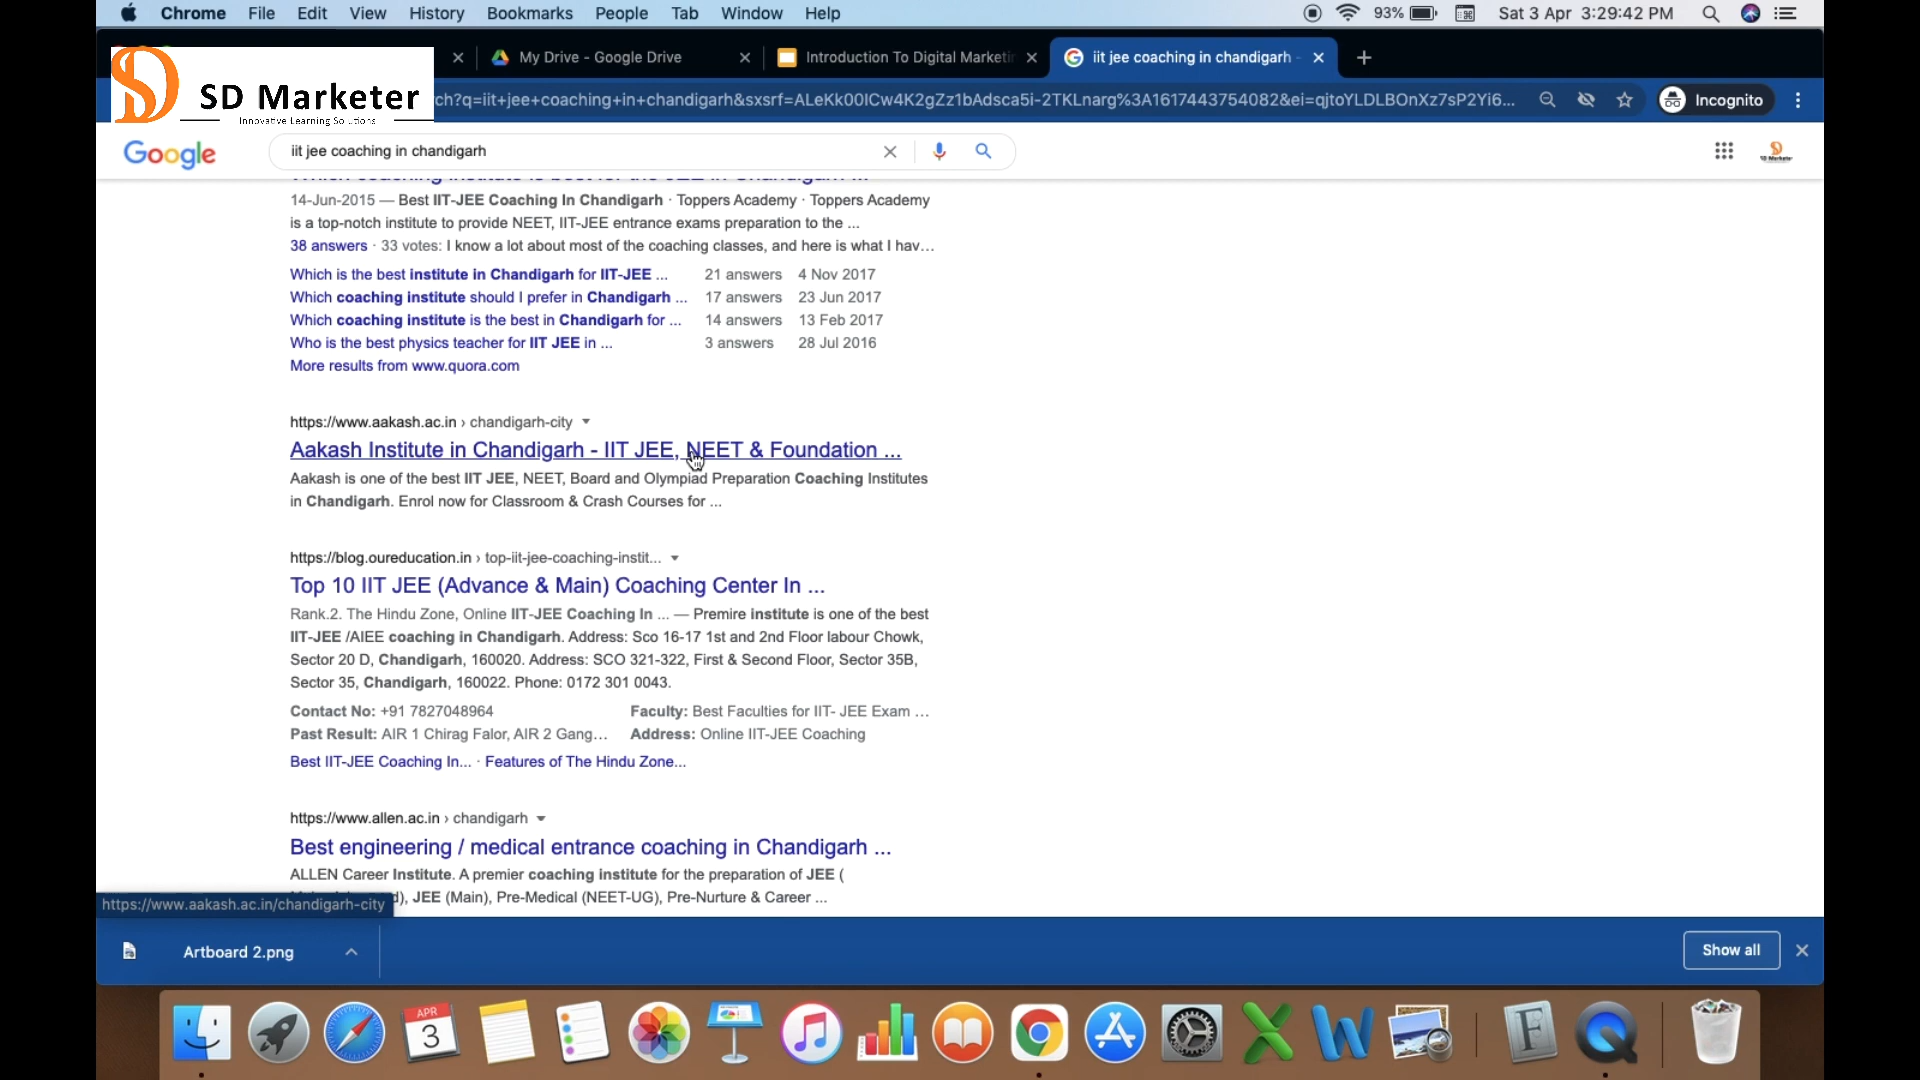 Chrome File Edit View History Bookmarks People Tab Window Help 93% Sat 3 Apr 3:29:42 PM
SD Marketer
Innovative Learning Solutions
My Drive - Google Drive
Introduction To Digital Marketin
iit jee coaching in chandigarh -
ch?q=iit+jee+coaching+in+chandigarh&sxsrf=ALeKk00ICw4K2gZz1bAdsca5i-2TKLnarg%3A1617443754082&ei=qjtoYLDLBOnXz7sP2Yi6... Incognito
Google
iit jee coaching in chandigarh
SD Marketer
Which coaching institute is best for the JEE in Chandigarh ...
14-Jun-2015 — Best IIT-JEE Coaching In Chandigarh · Toppers Academy · Toppers Academy
is a top-notch institute to provide NEET, IIT-JEE entrance exams preparation to the ...
38 answers · 33 votes: I know a lot about most of the coaching classes, and here is what I hav...
Which is the best institute in Chandigarh for IIT-JEE ... 21 answers 4 Nov 2017
Which coaching institute should I prefer in Chandigarh ... 17 answers 23 Jun 2017
Which coaching institute is the best in Chandigarh for ... 14 answers 13 Feb 2017
Who is the best physics teacher for IIT JEE in ... 3 answers 28 Jul 2016
More results from www.quora.com
https://www.aakash.ac.in › chandigarh-city
Aakash Institute in Chandigarh - IIT JEE, NEET & Foundation ...
Aakash is one of the best IIT JEE, NEET, Board and Olympiad Preparation Coaching Institutes
in Chandigarh. Enrol now for Classroom & Crash Courses for ...
https://blog.oureducation.in › top-iit-jee-coaching-instit...
Top 10 IIT JEE (Advance & Main) Coaching Center In ...
Rank.2. The Hindu Zone, Online IIT-JEE Coaching In ... — Premire institute is one of the best
IIT-JEE /AIEE coaching in Chandigarh. Address: Sco 16-17 1st and 2nd Floor labour Chowk,
Sector 20 D, Chandigarh, 160020. Address: SCO 321-322, First & Second Floor, Sector 35B,
Sector 35, Chandigarh, 160022. Phone: 0172 301 0043.
Contact No: +91 7827048964 Faculty: Best Faculties for IIT- JEE Exam ...
Past Result: AIR 1 Chirag Falor, AIR 2 Gang... Address: Online IIT-JEE Coaching
Best IIT-JEE Coaching In... · Features of The Hindu Zone...
https://www.allen.ac.in › chandigarh
Best engineering / medical entrance coaching in Chandigarh ...
ALLEN Career Institute. A premier coaching institute for the preparation of JEE (
d), JEE (Main), Pre-Medical (NEET-UG), Pre-Nurture & Career ...
https://www.aakash.ac.in/chandigarh-city
Artboard 2.png
Show all
APR
3